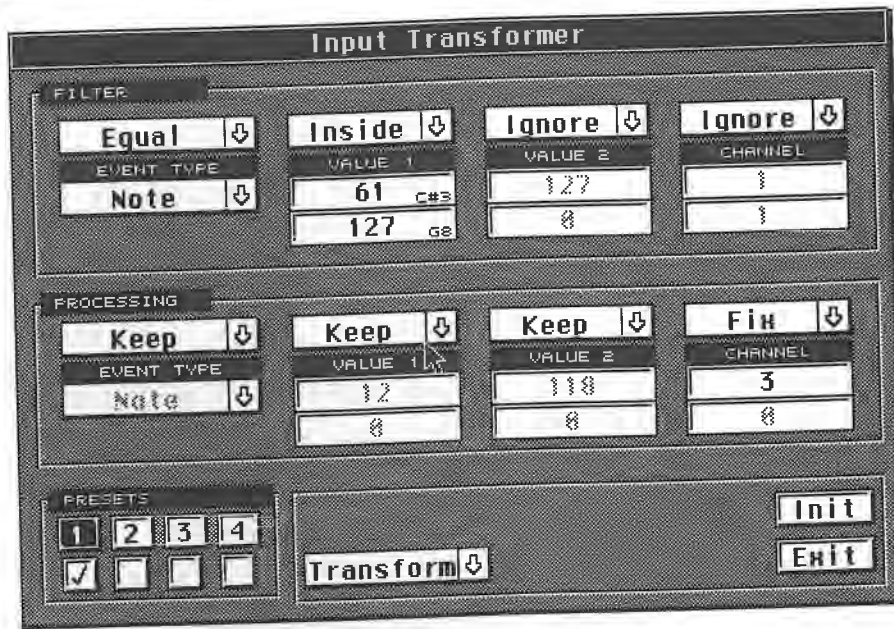 Input Transformer
FILTER
Equal Inside Ignore Ignore
EVENT TYPE VALUE 1 VALUE 2 CHANNEL
Note 61 C#3 127 1
127 G8 0 1
PROCESSING
Keep Keep Keep Fix
EVENT TYPE VALUE 1 VALUE 2 CHANNEL
Note 12 118 3
0 0 0
PRESETS
1 2 3 4
Init
Transform
Exit